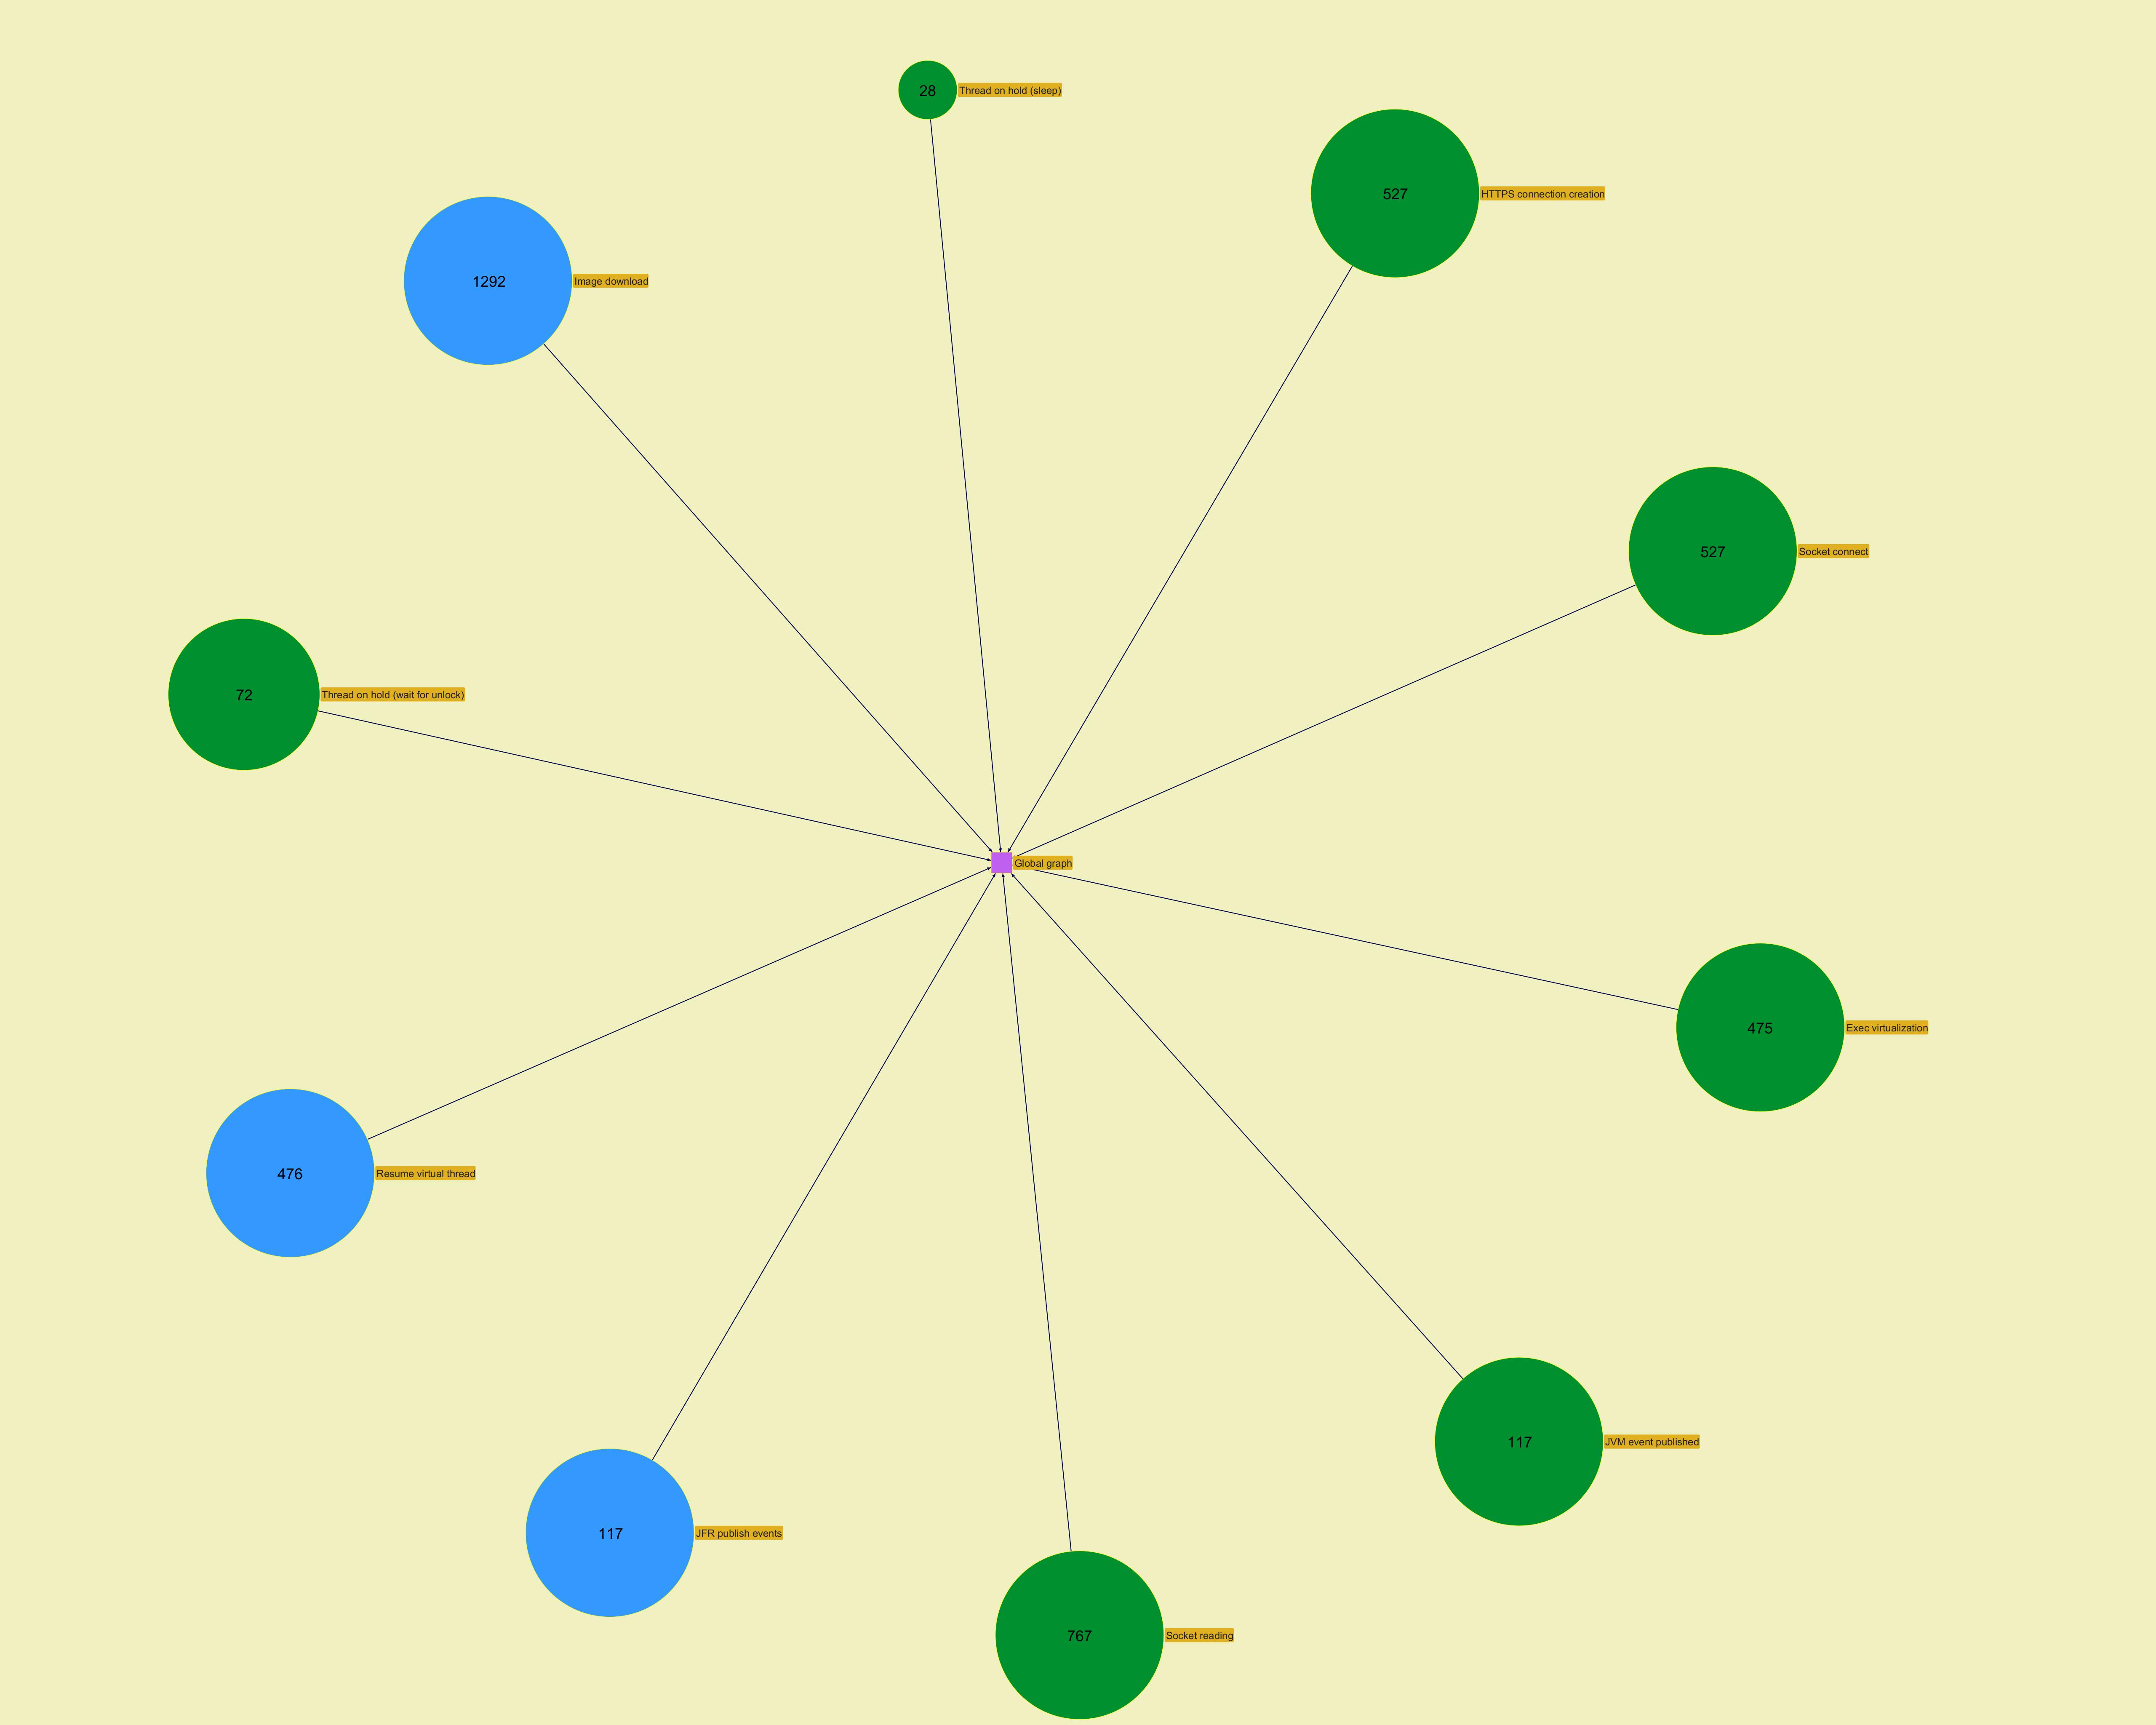 28
Thread on hold (sleep)
527
HTTPS connection creation
1292
Image download
527
Socket connect
72
Thread on hold (wait for unlock)
Global graph
475
Exec virtualization
476
Resume virtual thread
117
JVM event published
117
JFR publish events
767
Socket reading